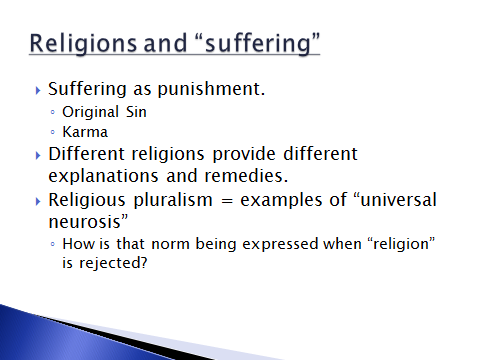 Religions and “suffering”
Suffering as punishment.
Original Sin
Karma
Different religions provide different
explanations and remedies.
Religious pluralism = examples of “universal
neurosis”
How is that norm being expressed when “religion”
is rejected?